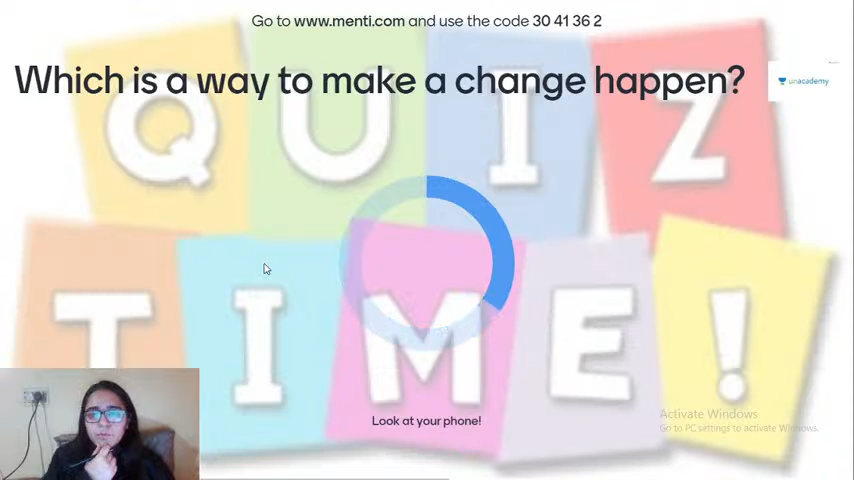 Go to www.menti.com and use the code 30 41 36 2
Which is a way to make a change happen?
unacademy
QUIZ
TIME!
Look at your phone!
Activate Windows
Go to PC settings to activate Windows.